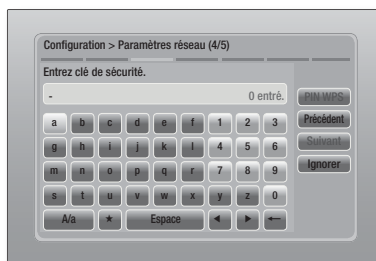 Configuration > Paramètres réseau (4/5)
Entrez clé de sécurité.
- 0 entré.
PIN WPS
a b c d e f 1 2 3 Précédent
g h i j k l 4 5 6 Suivant
m n o p q r 7 8 9 Ignorer
s t u v w x y z 0
A/a ★ Espace ◀ ▶ ←